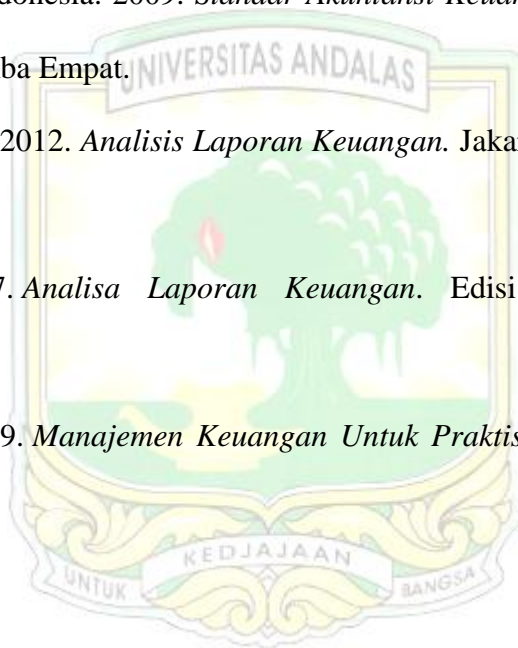 donesia. 2009. Standar Akuntansi Keuan
ba Empat.
UNIVERSITAS ANDALAS
2012. Analisis Laporan Keuangan. Jakar
7. Analisa Laporan Keuangan. Edisi
9. Manajemen Keuangan Untuk Praktis
KEDJAJAAN
UNTUK BANGSA